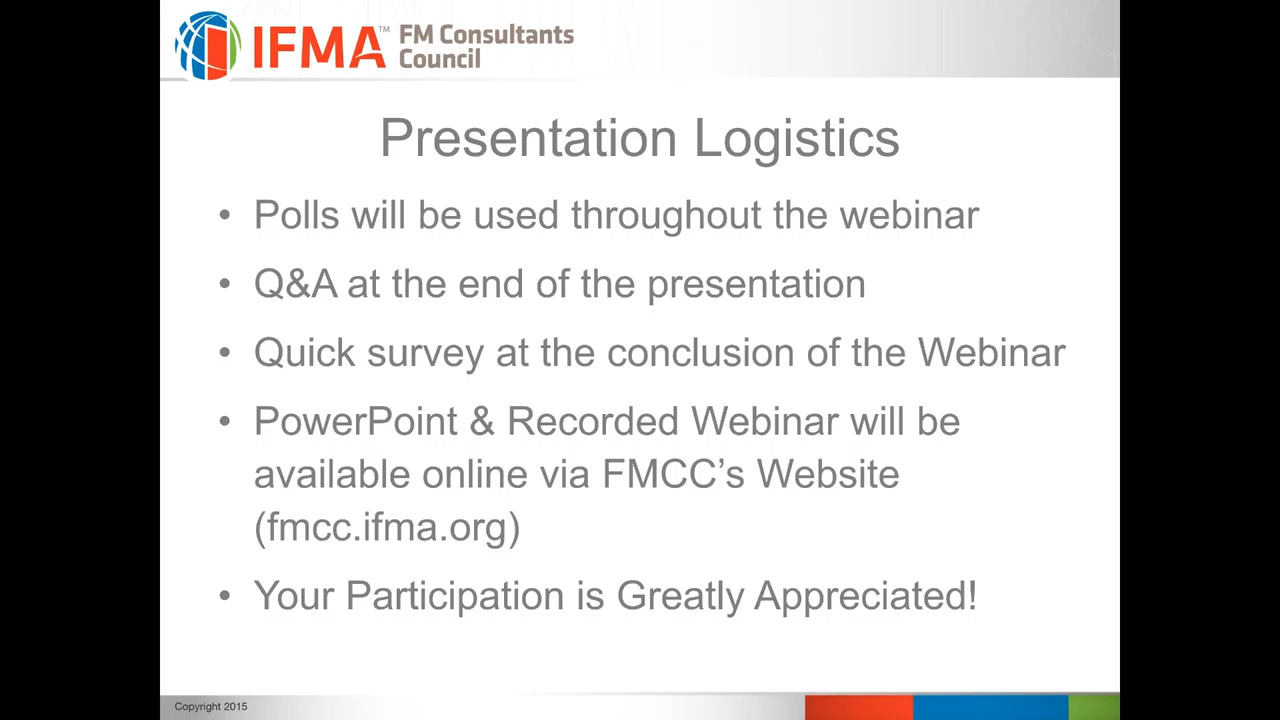 IFMA™ FM Consultants
Council
Presentation Logistics
• Polls will be used throughout the webinar
• Q&A at the end of the presentation
• Quick survey at the conclusion of the Webinar
• PowerPoint & Recorded Webinar will be
available online via FMCC’s Website
(fmcc.ifma.org)
• Your Participation is Greatly Appreciated!
Copyright 2015